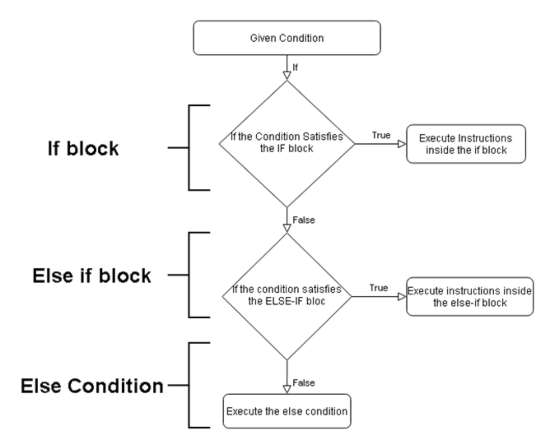 Given Condition
If
If block
If the Condition Satisfies
the IF block
True
Execute Instructions
inside the if block
False
Else if block
If the condition satisfies
the ELSE-IF bloc
True
Execute instructions inside
the else-if block
False
Else Condition
Execute the else condition